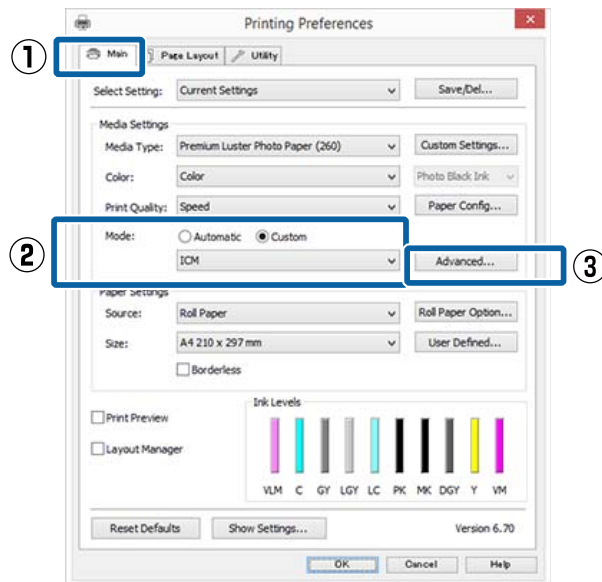 Printing Preferences
① Main Page Layout Utility
Select Setting: Current Settings Save/Del...
Media Settings
Media Type: Premium Luster Photo Paper (260) Custom Settings...
Color: Color Photo Black Ink
Print Quality: Speed Paper Config...
② Mode: Automatic Custom
ICM Advanced... ③
Paper Settings
Source: Roll Paper Roll Paper Option...
Size: A4 210 x 297 mm User Defined...
Borderless
Ink Levels
Print Preview
Layout Manager
VLM C GY LGY LC PK MK DGY Y VM
Reset Defaults Show Settings... Version 6.70
OK Cancel Help